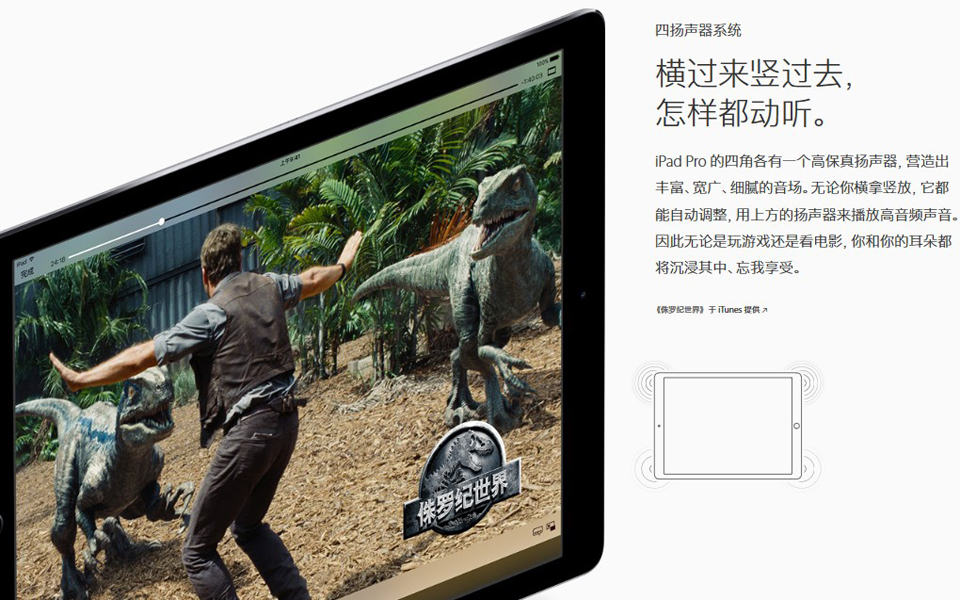 四扬声器系统
横过来竖过去，
怎样都动听。
iPad Pro 的四角各有一个高保真扬声器，营造出
丰富、宽广、细腻的音场。无论你横拿竖放，它都
能自动调整，用上方的扬声器来播放高音频声音。
因此无论是玩游戏还是看电影，你和你的耳朵都
将沉浸其中、忘我享受。
《侏罗纪世界》于 iTunes 提供↗
100%
-1:40:03
上午9:41
iPad
完成
24:16
侏罗纪世界